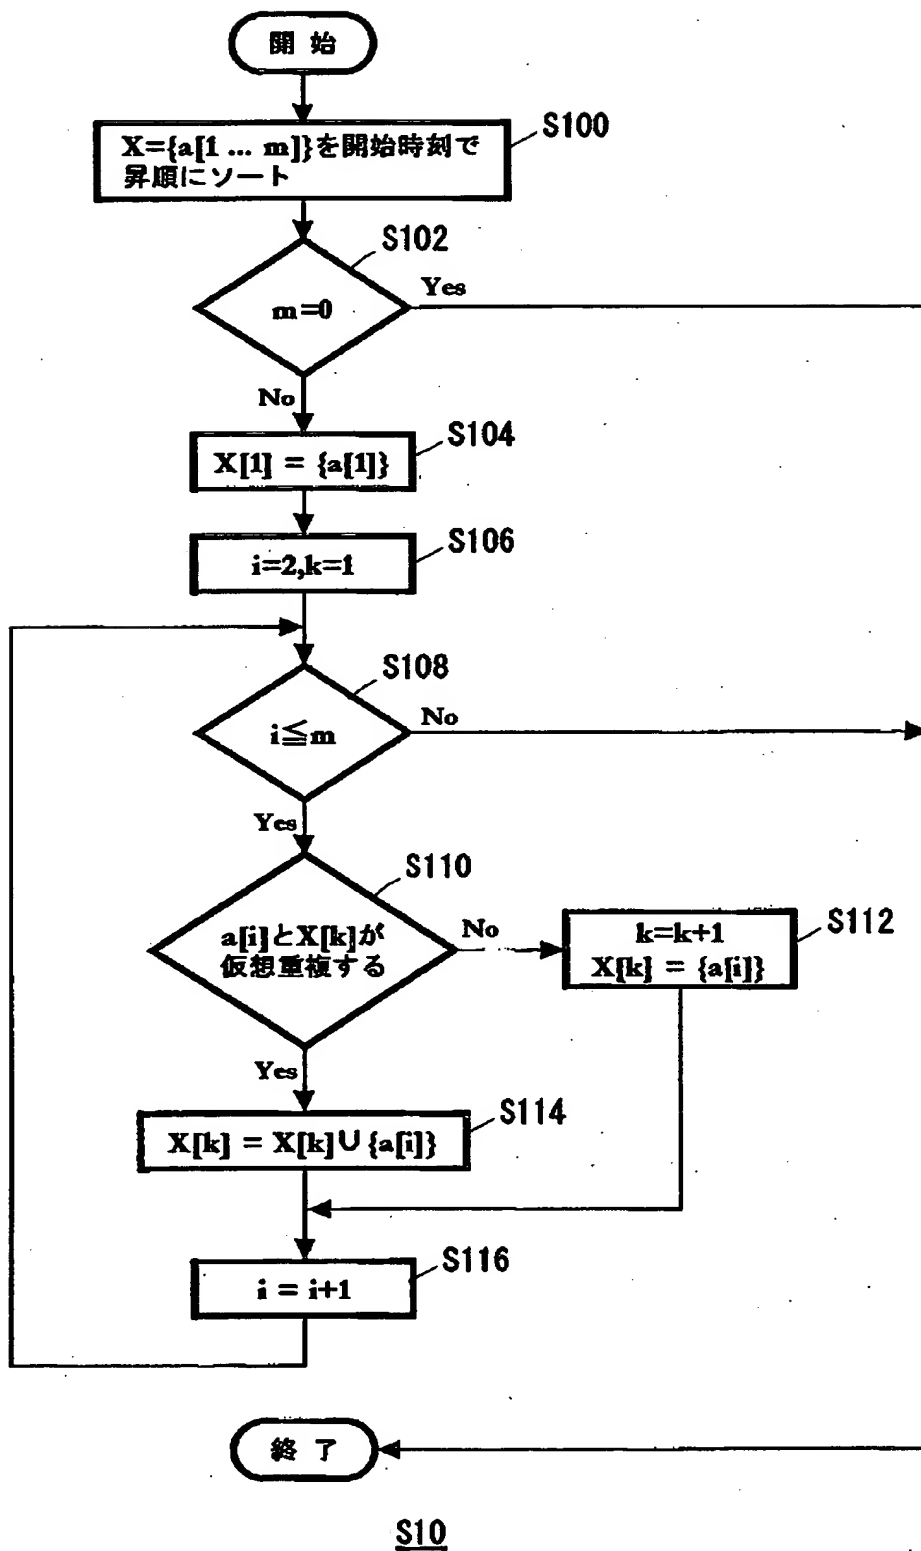 開始
S100
X={a[1 ... m]}を開始時刻で
昇順にソート
S102
m=0
Yes
No
S104
X[1] = {a[1]}
S106
i=2,k=1
S108
i≦m
No
Yes
S110
a[i]とX[k]が
仮想重複する
No
S112
k=k+1
X[k] = {a[i]}
Yes
S114
X[k] = X[k]∪{a[i]}
S116
i = i+1
終了
S10